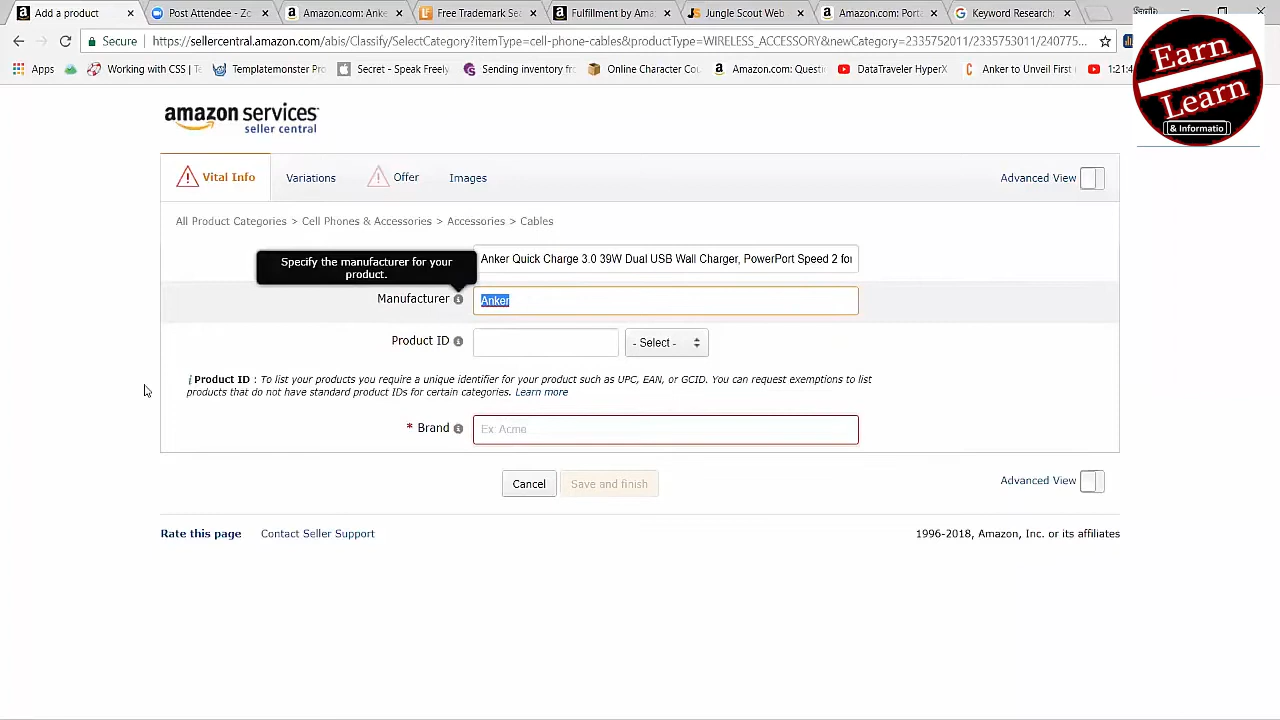 Add a product
Post Attendee - Zo
Amazon.com: Anke
Free Trademark Se
Fulfillment by Ama
Jungle Scout Web
Amazon.com: Port
Keyword Research:
Secure
https://sellercentral.amazon.com/abis/Classify/SelectCategory?itemType=cell-phone-cables&productType=WIRELESS_ACCESSORY&newCategory=2335752011/2335753011/240775...
Apps
Working with CSS | Te
Templatemonster Pro
Secret - Speak Freely
Sending inventory fr
Online Character Cou
Amazon.com: Questi
DataTraveler HyperX
Anker to Unveil First
1:21:4
Earn
Learn
& Informatio
amazon services
seller central
Vital Info
Variations
Offer
Images
Advanced View
All Product Categories > Cell Phones & Accessories > Accessories > Cables
Anker Quick Charge 3.0 39W Dual USB Wall Charger, PowerPort Speed 2 for
Specify the manufacturer for your
product.
Manufacturer
Anker
Product ID
- Select -
Product ID : To list your products you require a unique identifier for your product such as UPC, EAN, or GCID. You can request exemptions to list
products that do not have standard product IDs for certain categories. Learn more
* Brand
Ex: Acme
Cancel
Save and finish
Advanced View
Rate this page
Contact Seller Support
1996-2018, Amazon, Inc. or its affiliates